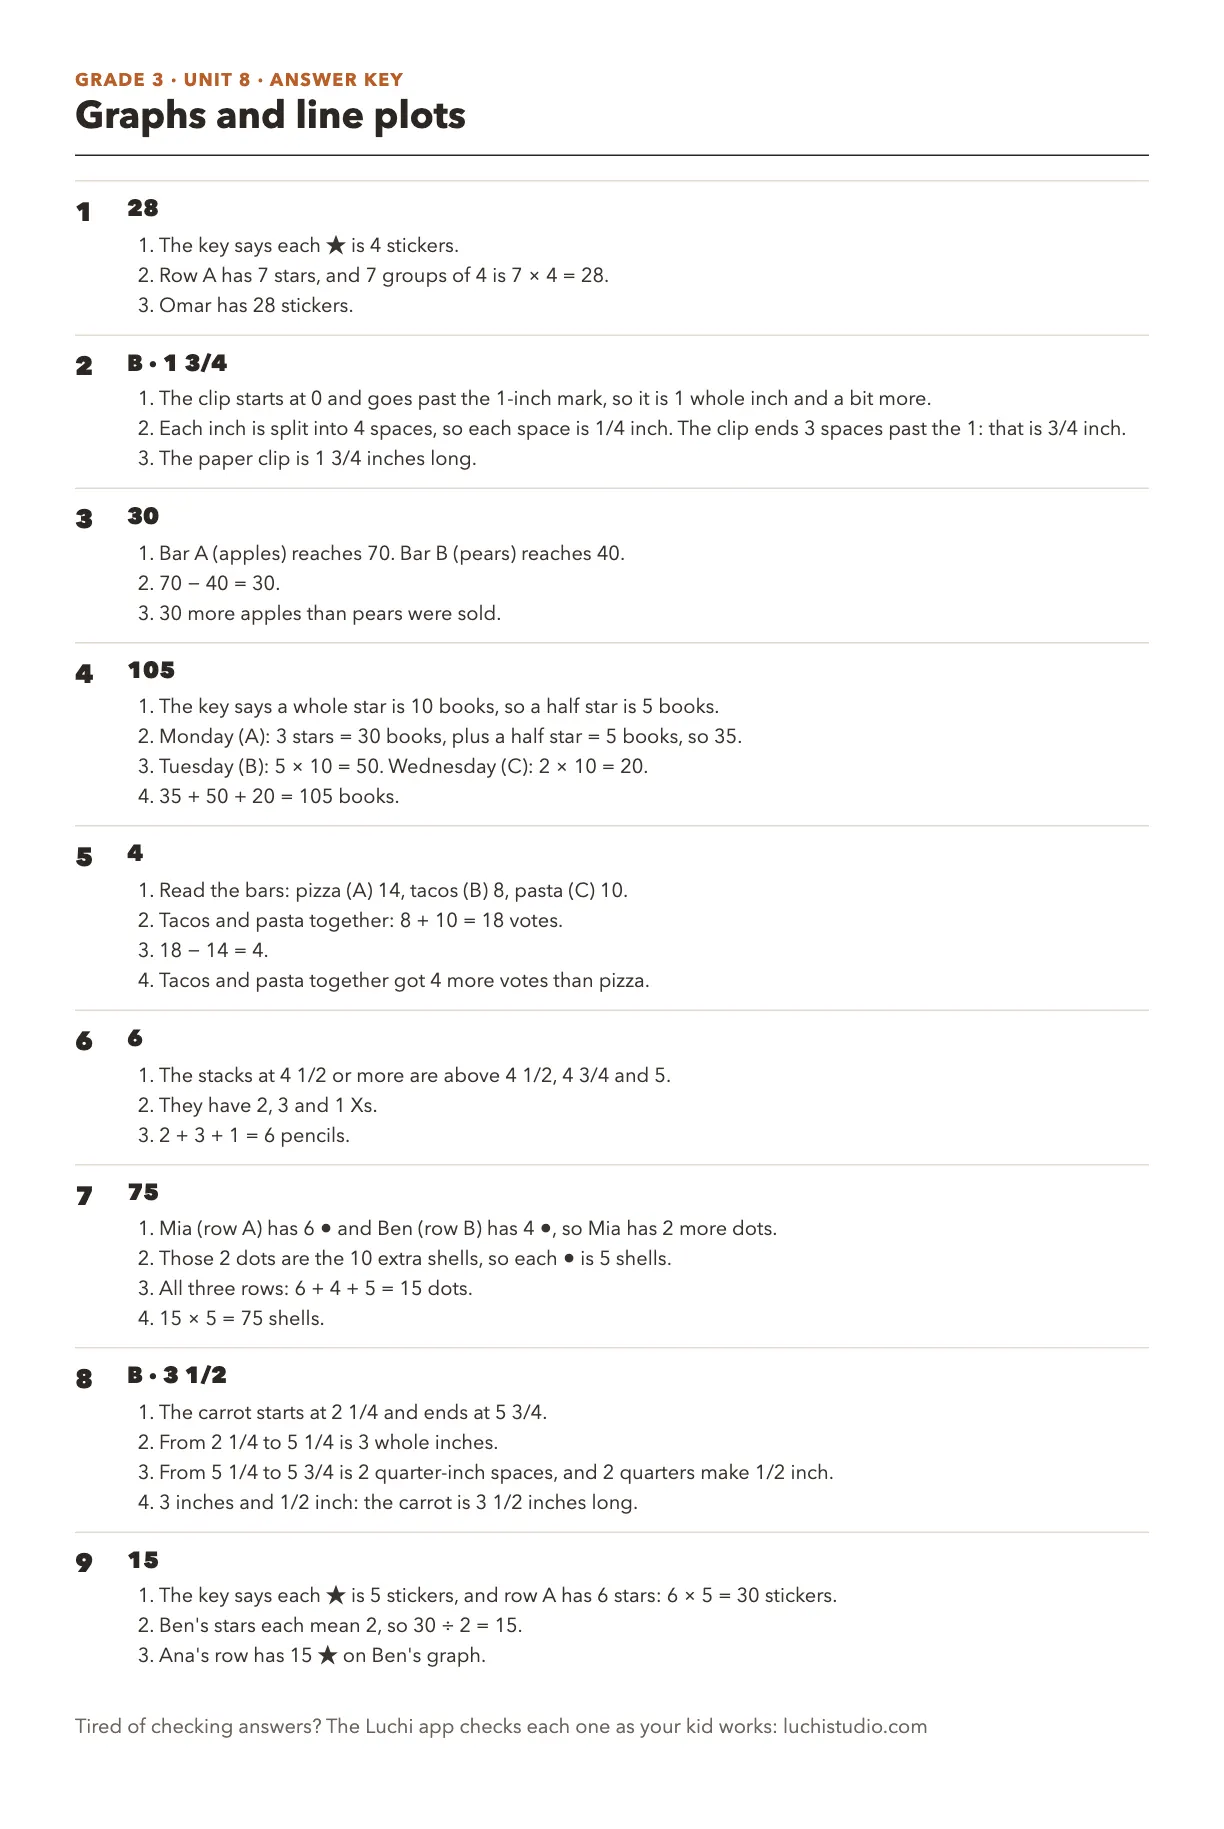 GRADE 3 · UNIT 8 · ANSWER KEY
Graphs and line plots
1 28
1. The key says each ★ is 4 stickers.
2. Row A has 7 stars, and 7 groups of 4 is 7 × 4 = 28.
3. Omar has 28 stickers.
2 B · 1 3/4
1. The clip starts at 0 and goes past the 1-inch mark, so it is 1 whole inch and a bit more.
2. Each inch is split into 4 spaces, so each space is 1/4 inch. The clip ends 3 spaces past the 1: that is 3/4 inch.
3. The paper clip is 1 3/4 inches long.
3 30
1. Bar A (apples) reaches 70. Bar B (pears) reaches 40.
2. 70 − 40 = 30.
3. 30 more apples than pears were sold.
4 105
1. The key says a whole star is 10 books, so a half star is 5 books.
2. Monday (A): 3 stars = 30 books, plus a half star = 5 books, so 35.
3. Tuesday (B): 5 × 10 = 50. Wednesday (C): 2 × 10 = 20.
4. 35 + 50 + 20 = 105 books.
5 4
1. Read the bars: pizza (A) 14, tacos (B) 8, pasta (C) 10.
2. Tacos and pasta together: 8 + 10 = 18 votes.
3. 18 − 14 = 4.
4. Tacos and pasta together got 4 more votes than pizza.
6 6
1. The stacks at 4 1/2 or more are above 4 1/2, 4 3/4 and 5.
2. They have 2, 3 and 1 Xs.
3. 2 + 3 + 1 = 6 pencils.
7 75
1. Mia (row A) has 6 ● and Ben (row B) has 4 ●, so Mia has 2 more dots.
2. Those 2 dots are the 10 extra shells, so each ● is 5 shells.
3. All three rows: 6 + 4 + 5 = 15 dots.
4. 15 × 5 = 75 shells.
8 B · 3 1/2
1. The carrot starts at 2 1/4 and ends at 5 3/4.
2. From 2 1/4 to 5 1/4 is 3 whole inches.
3. From 5 1/4 to 5 3/4 is 2 quarter-inch spaces, and 2 quarters make 1/2 inch.
4. 3 inches and 1/2 inch: the carrot is 3 1/2 inches long.
9 15
1. The key says each ★ is 5 stickers, and row A has 6 stars: 6 × 5 = 30 stickers.
2. Ben's stars each mean 2, so 30 ÷ 2 = 15.
3. Ana's row has 15 ★ on Ben's graph.
Tired of checking answers? The Luchi app checks each one as your kid works: luchistudio.com